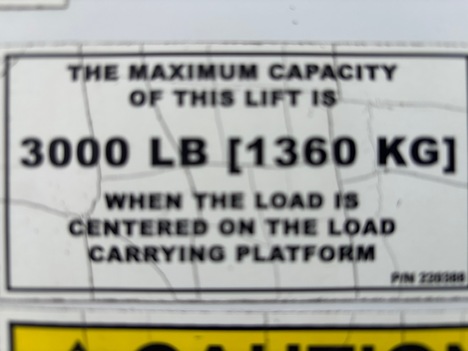 THE MAXIMUM CAPACITY
OF THIS LIFT IS
3000 LB [1360 KG]
WHEN THE LOAD IS
CENTERED ON THE LOAD
CARRYING PLATFORM
P/N
CAUTION